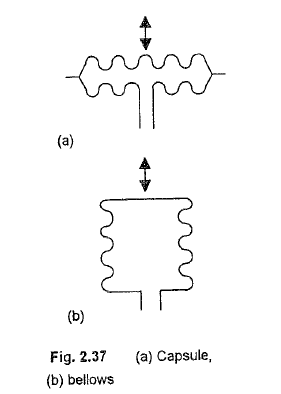 (a)
(b)
Fig. 2.37 (a) Capsule,
(b) bellows